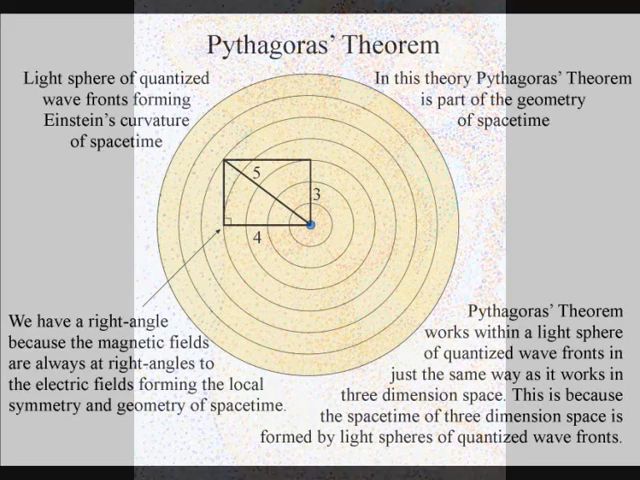 Pythagoras' Theorem
Light sphere of quantized
wave fronts forming
Einstein's curvature
of spacetime
In this theory Pythagoras' Theorem
is part of the geometry
of spacetime
5
3
4
We have a right-angle
because the magnetic fields
are always at right-angles to
the electric fields forming the local
symmetry and geometry of spacetime.
Pythagoras' Theorem
works within a light sphere
of quantized wave fronts in
just the same way as it works in
three dimension space. This is because
the spacetime of three dimension space is
formed by light spheres of quantized wave fronts.